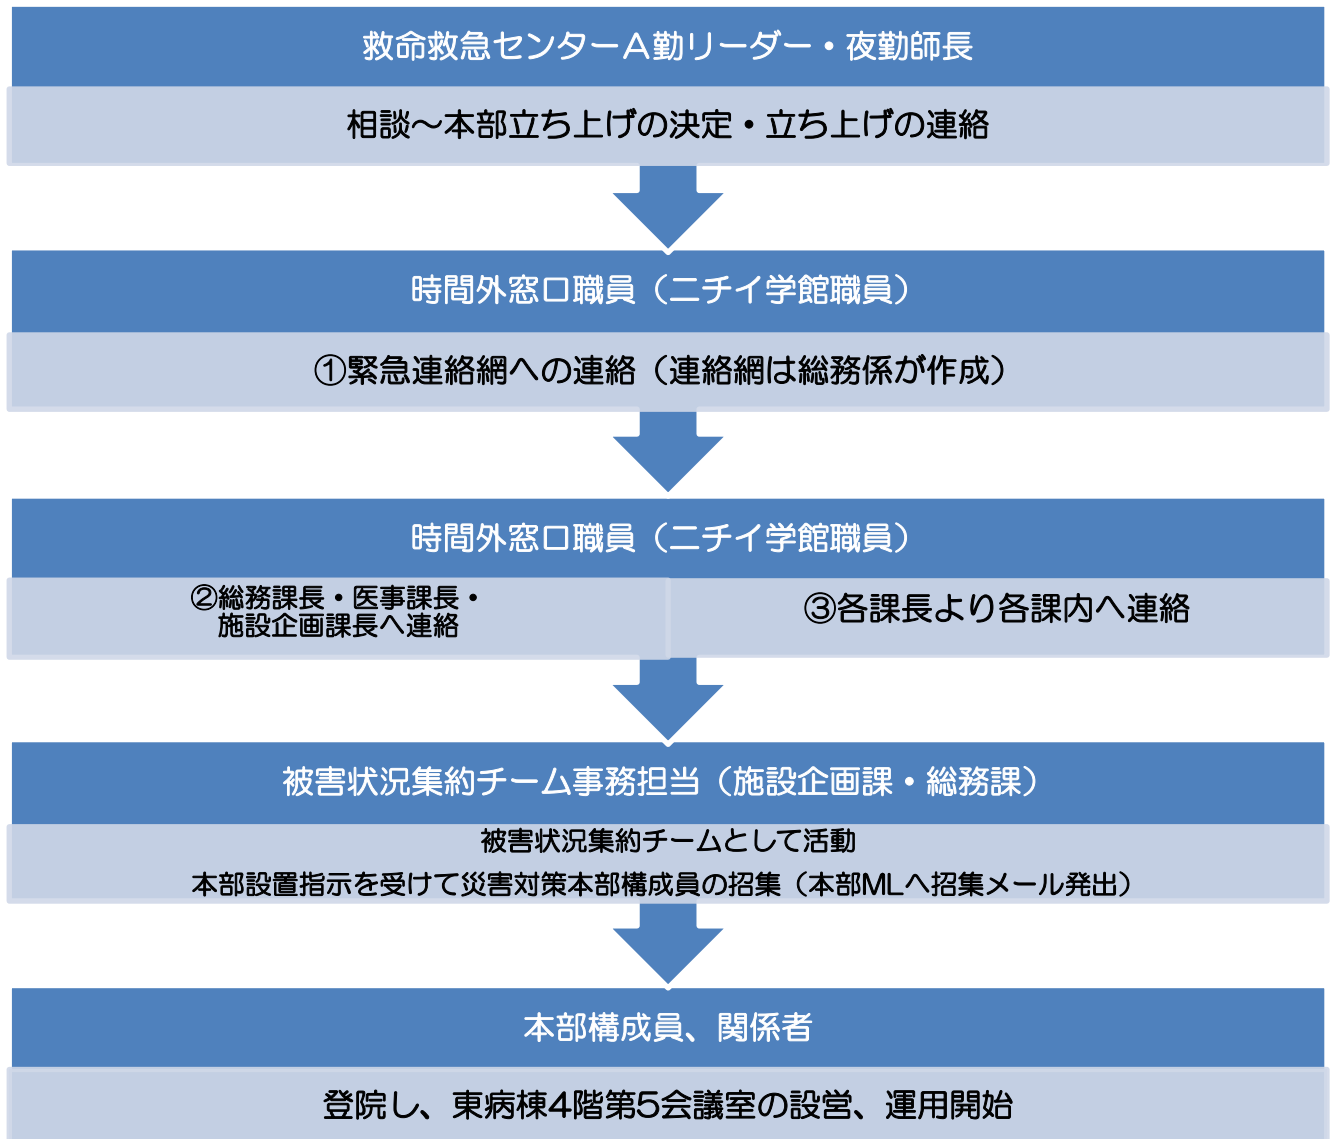 救命救急センターA勤リーダー・夜勤師長
相談～本部立ち上げの決定・立ち上げの連絡
時間外窓口職員（ニチイ学館職員）
①緊急連絡網への連絡（連絡網は総務係が作成）
時間外窓口職員（ニチイ学館職員）
②総務課長・医事課長・
施設企画課長へ連絡
③各課長より各課内へ連絡
被害状況集約チーム事務担当（施設企画課・総務課）
被害状況集約チームとして活動
本部設置指示を受けて災害対策本部構成員の招集（本部MLへ招集メール発出）
本部構成員、関係者
登院し、東病棟4階第5会議室の設営、運用開始